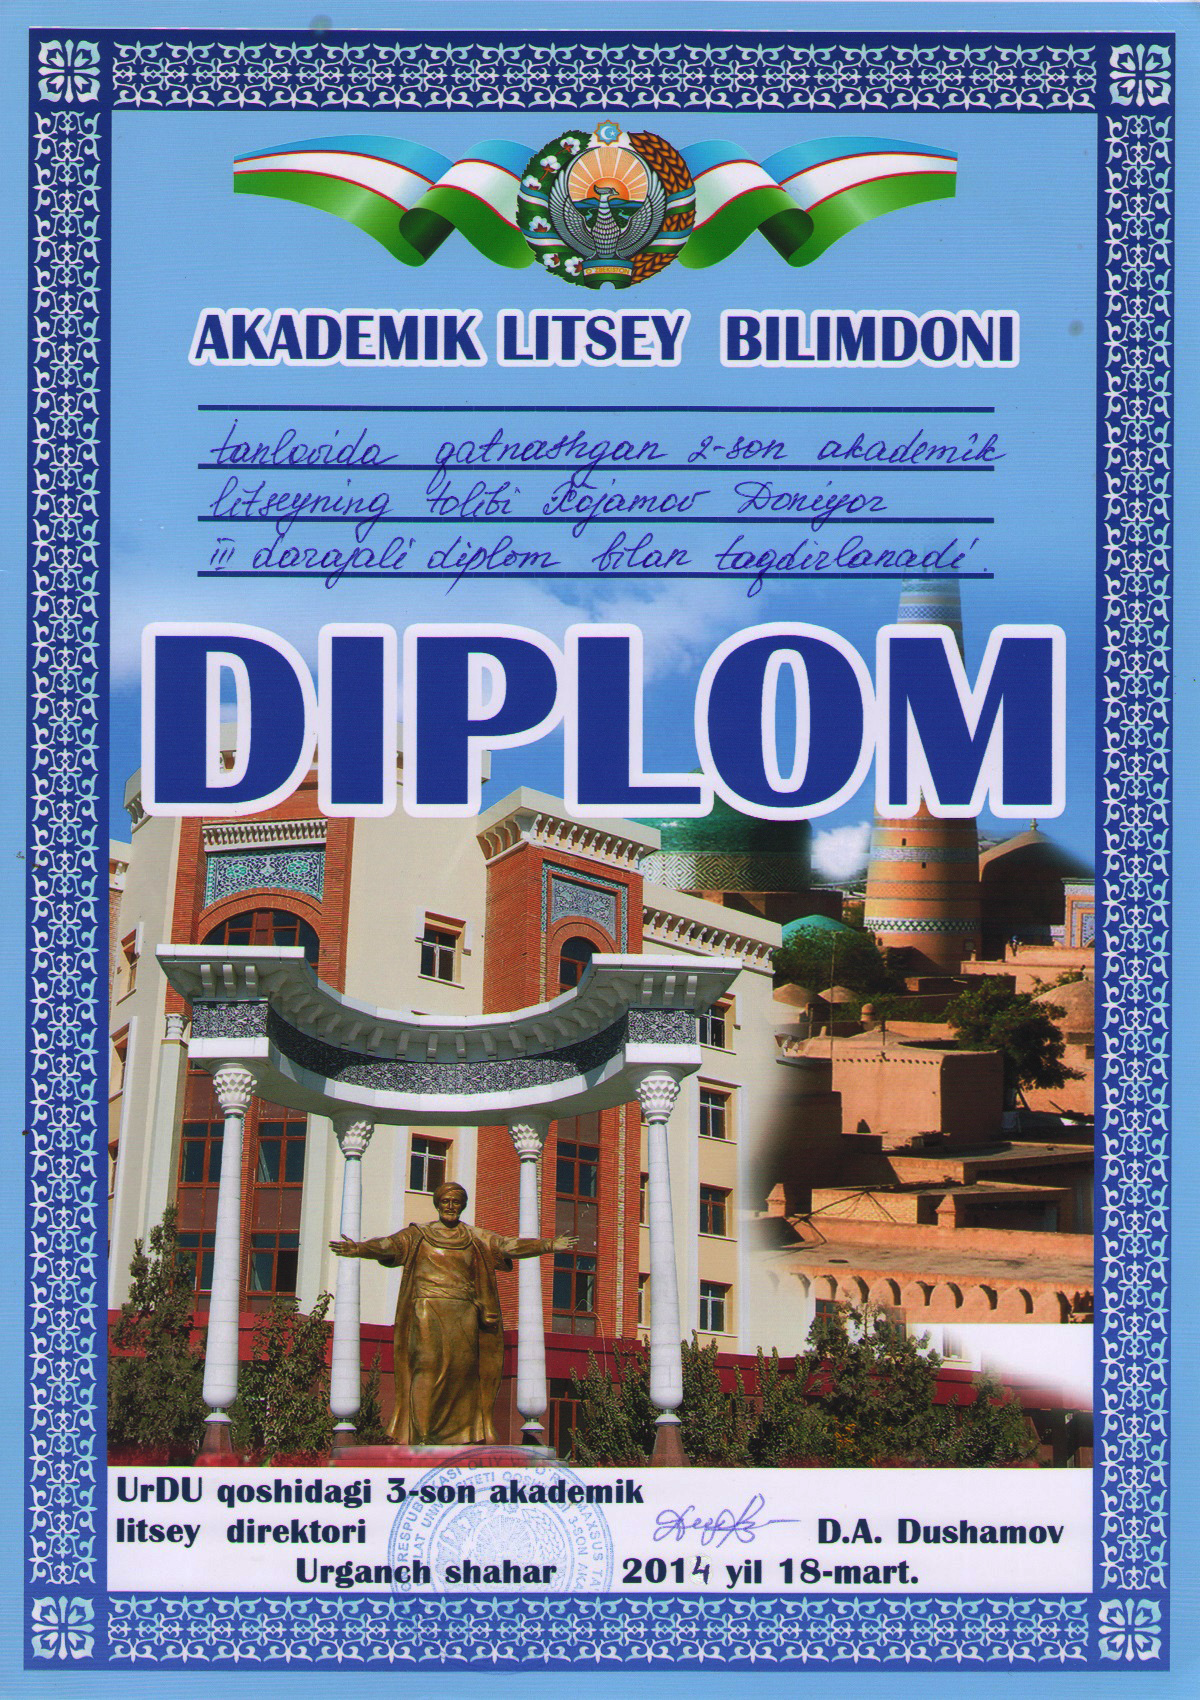 AKADEMIK LITSEY BILIMDONI
tanlovida qatnashgan 2-son akademik
litseyning tolibi Xojamov Doniyor
III darajali diplom bilan taqdirlanadi.
DIPLOM
UrDU qoshidagi 3-son akademik
litsey direktori D.A. Dushamov
Urganch shahar 2014 yil 18-mart.